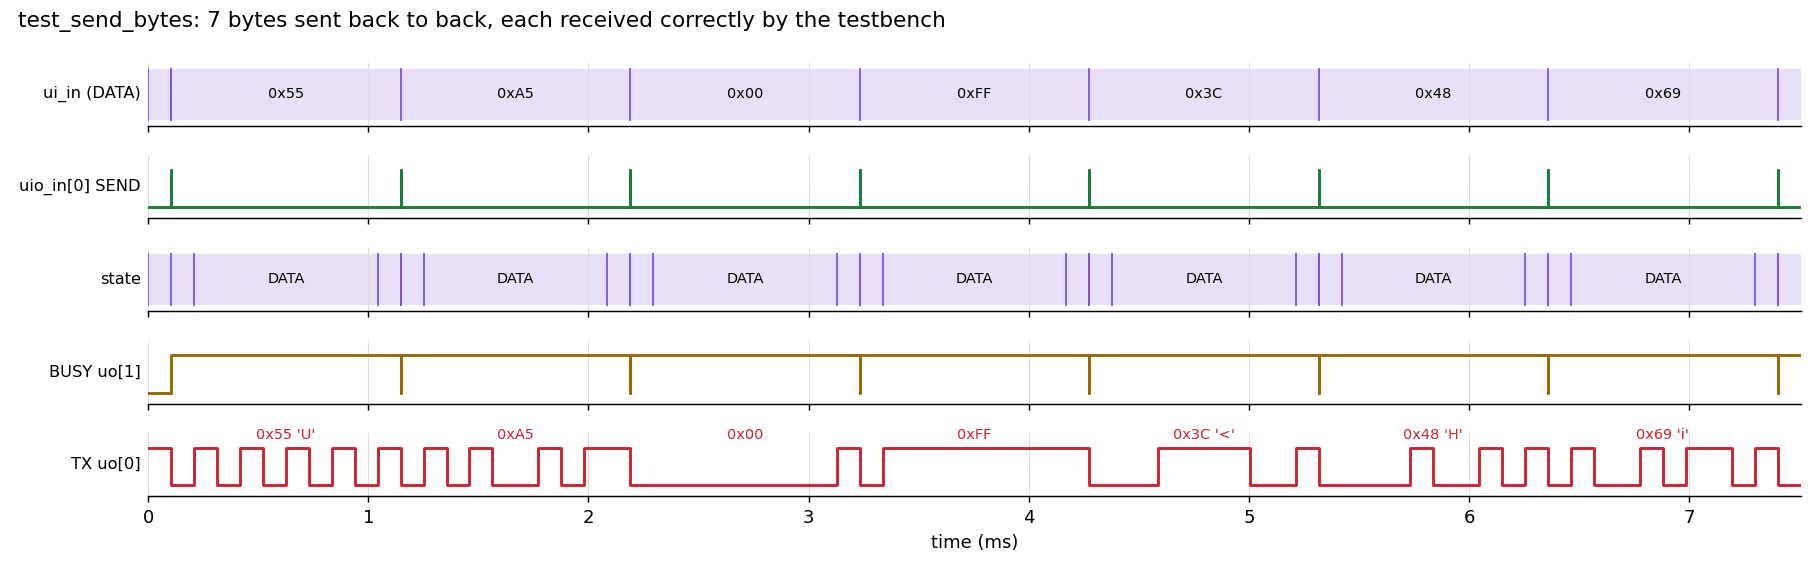 test_send_bytes: 7 bytes sent back to back, each received correctly by the testbench
ui_in (DATA) 0x55 0xA5 0x00 0xFF 0x3C 0x48 0x69
uio_in[0] SEND
state DATA DATA DATA DATA DATA DATA DATA
BUSY uo[1]
0x55 'U' 0xA5 0x00 0xFF 0x3C '<' 0x48 'H' 0x69 'i'
TX uo[0]
0 1 2 3 4 5 6 7
time (ms)